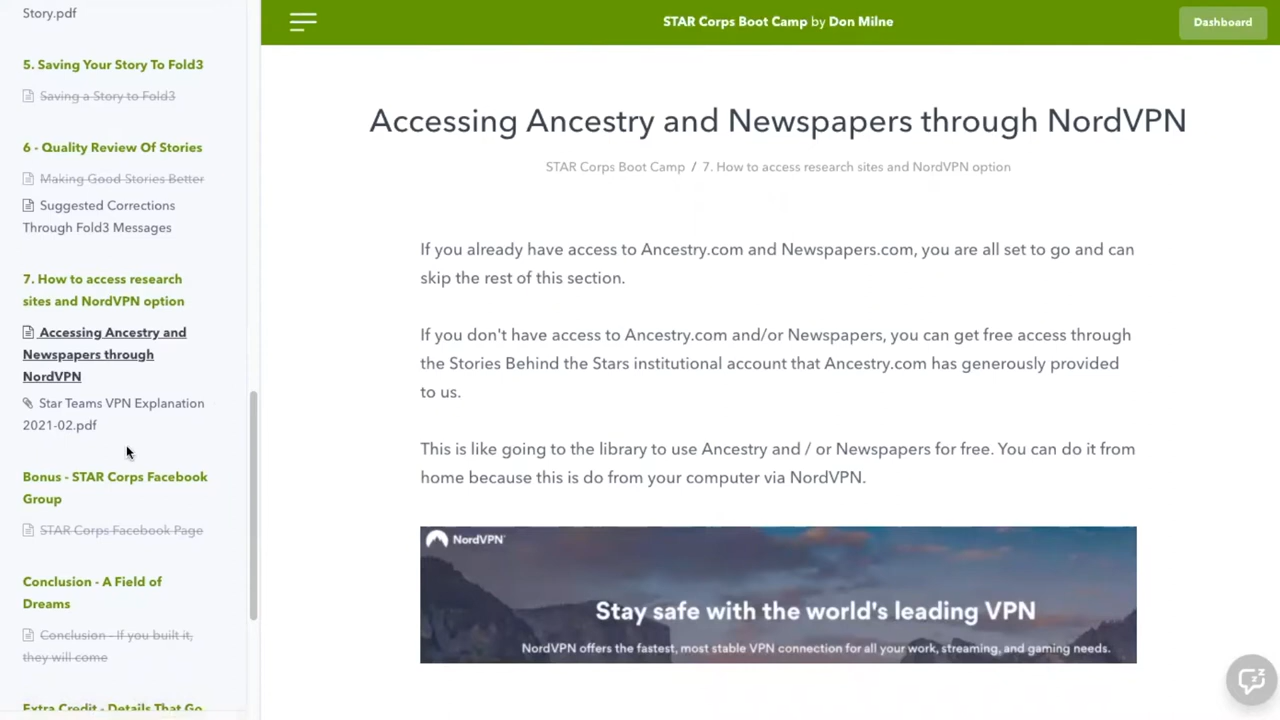 Story.pdf
5. Saving Your Story To Fold3
Saving a Story to Fold3
6 - Quality Review Of Stories
Making Good Stories Better
Suggested Corrections
Through Fold3 Messages
7. How to access research
sites and NordVPN option
Accessing Ancestry and
Newspapers through
NordVPN
Star Teams VPN Explanation
2021-02.pdf
Bonus - STAR Corps Facebook
Group
STAR Corps Facebook Page
Conclusion - A Field of
Dreams
Conclusion - If you built it,
they will come
Extra Credit - Details That Go
STAR Corps Boot Camp by Don Milne
Dashboard
Accessing Ancestry and Newspapers through NordVPN
STAR Corps Boot Camp / 7. How to access research sites and NordVPN option
If you already have access to Ancestry.com and Newspapers.com, you are all set to go and can
skip the rest of this section.
If you don't have access to Ancestry.com and/or Newspapers, you can get free access through
the Stories Behind the Stars institutional account that Ancestry.com has generously provided
to us.
This is like going to the library to use Ancestry and / or Newspapers for free. You can do it from
home because this is do from your computer via NordVPN.
NordVPN
Stay safe with the world's leading VPN
NordVPN offers the fastest, most stable VPN connection for all your work, streaming, and gaming needs.